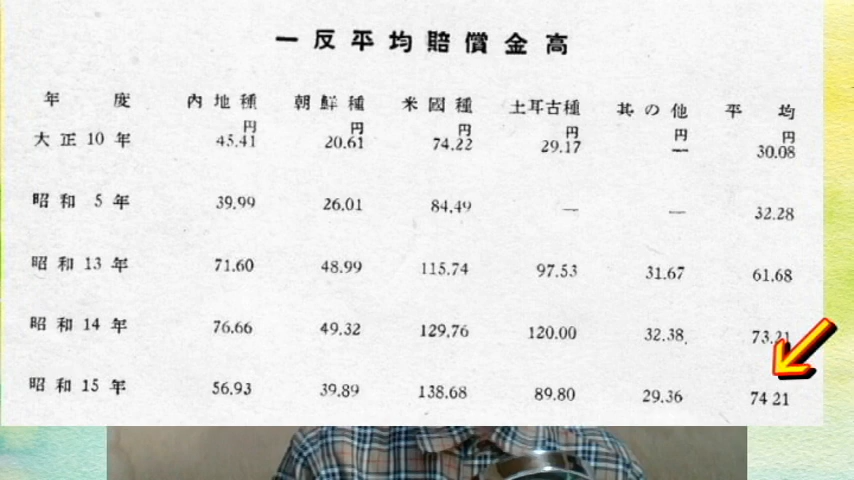 一反平均賠償金高
年度 內地種 朝鮮種 米國種 土耳古種 其の他 平均
円 円 円 円 円 円
大正10年 45.41 20.61 74.22 29.17 — 30.08
昭和 5年 39.99 26.01 84.49 — — 32.28
昭和13年 71.60 48.99 115.74 97.53 31.67 61.68
昭和14年 76.66 49.32 129.76 120.00 32.38 73.21
昭和15年 56.93 39.89 138.68 89.80 29.36 74 21